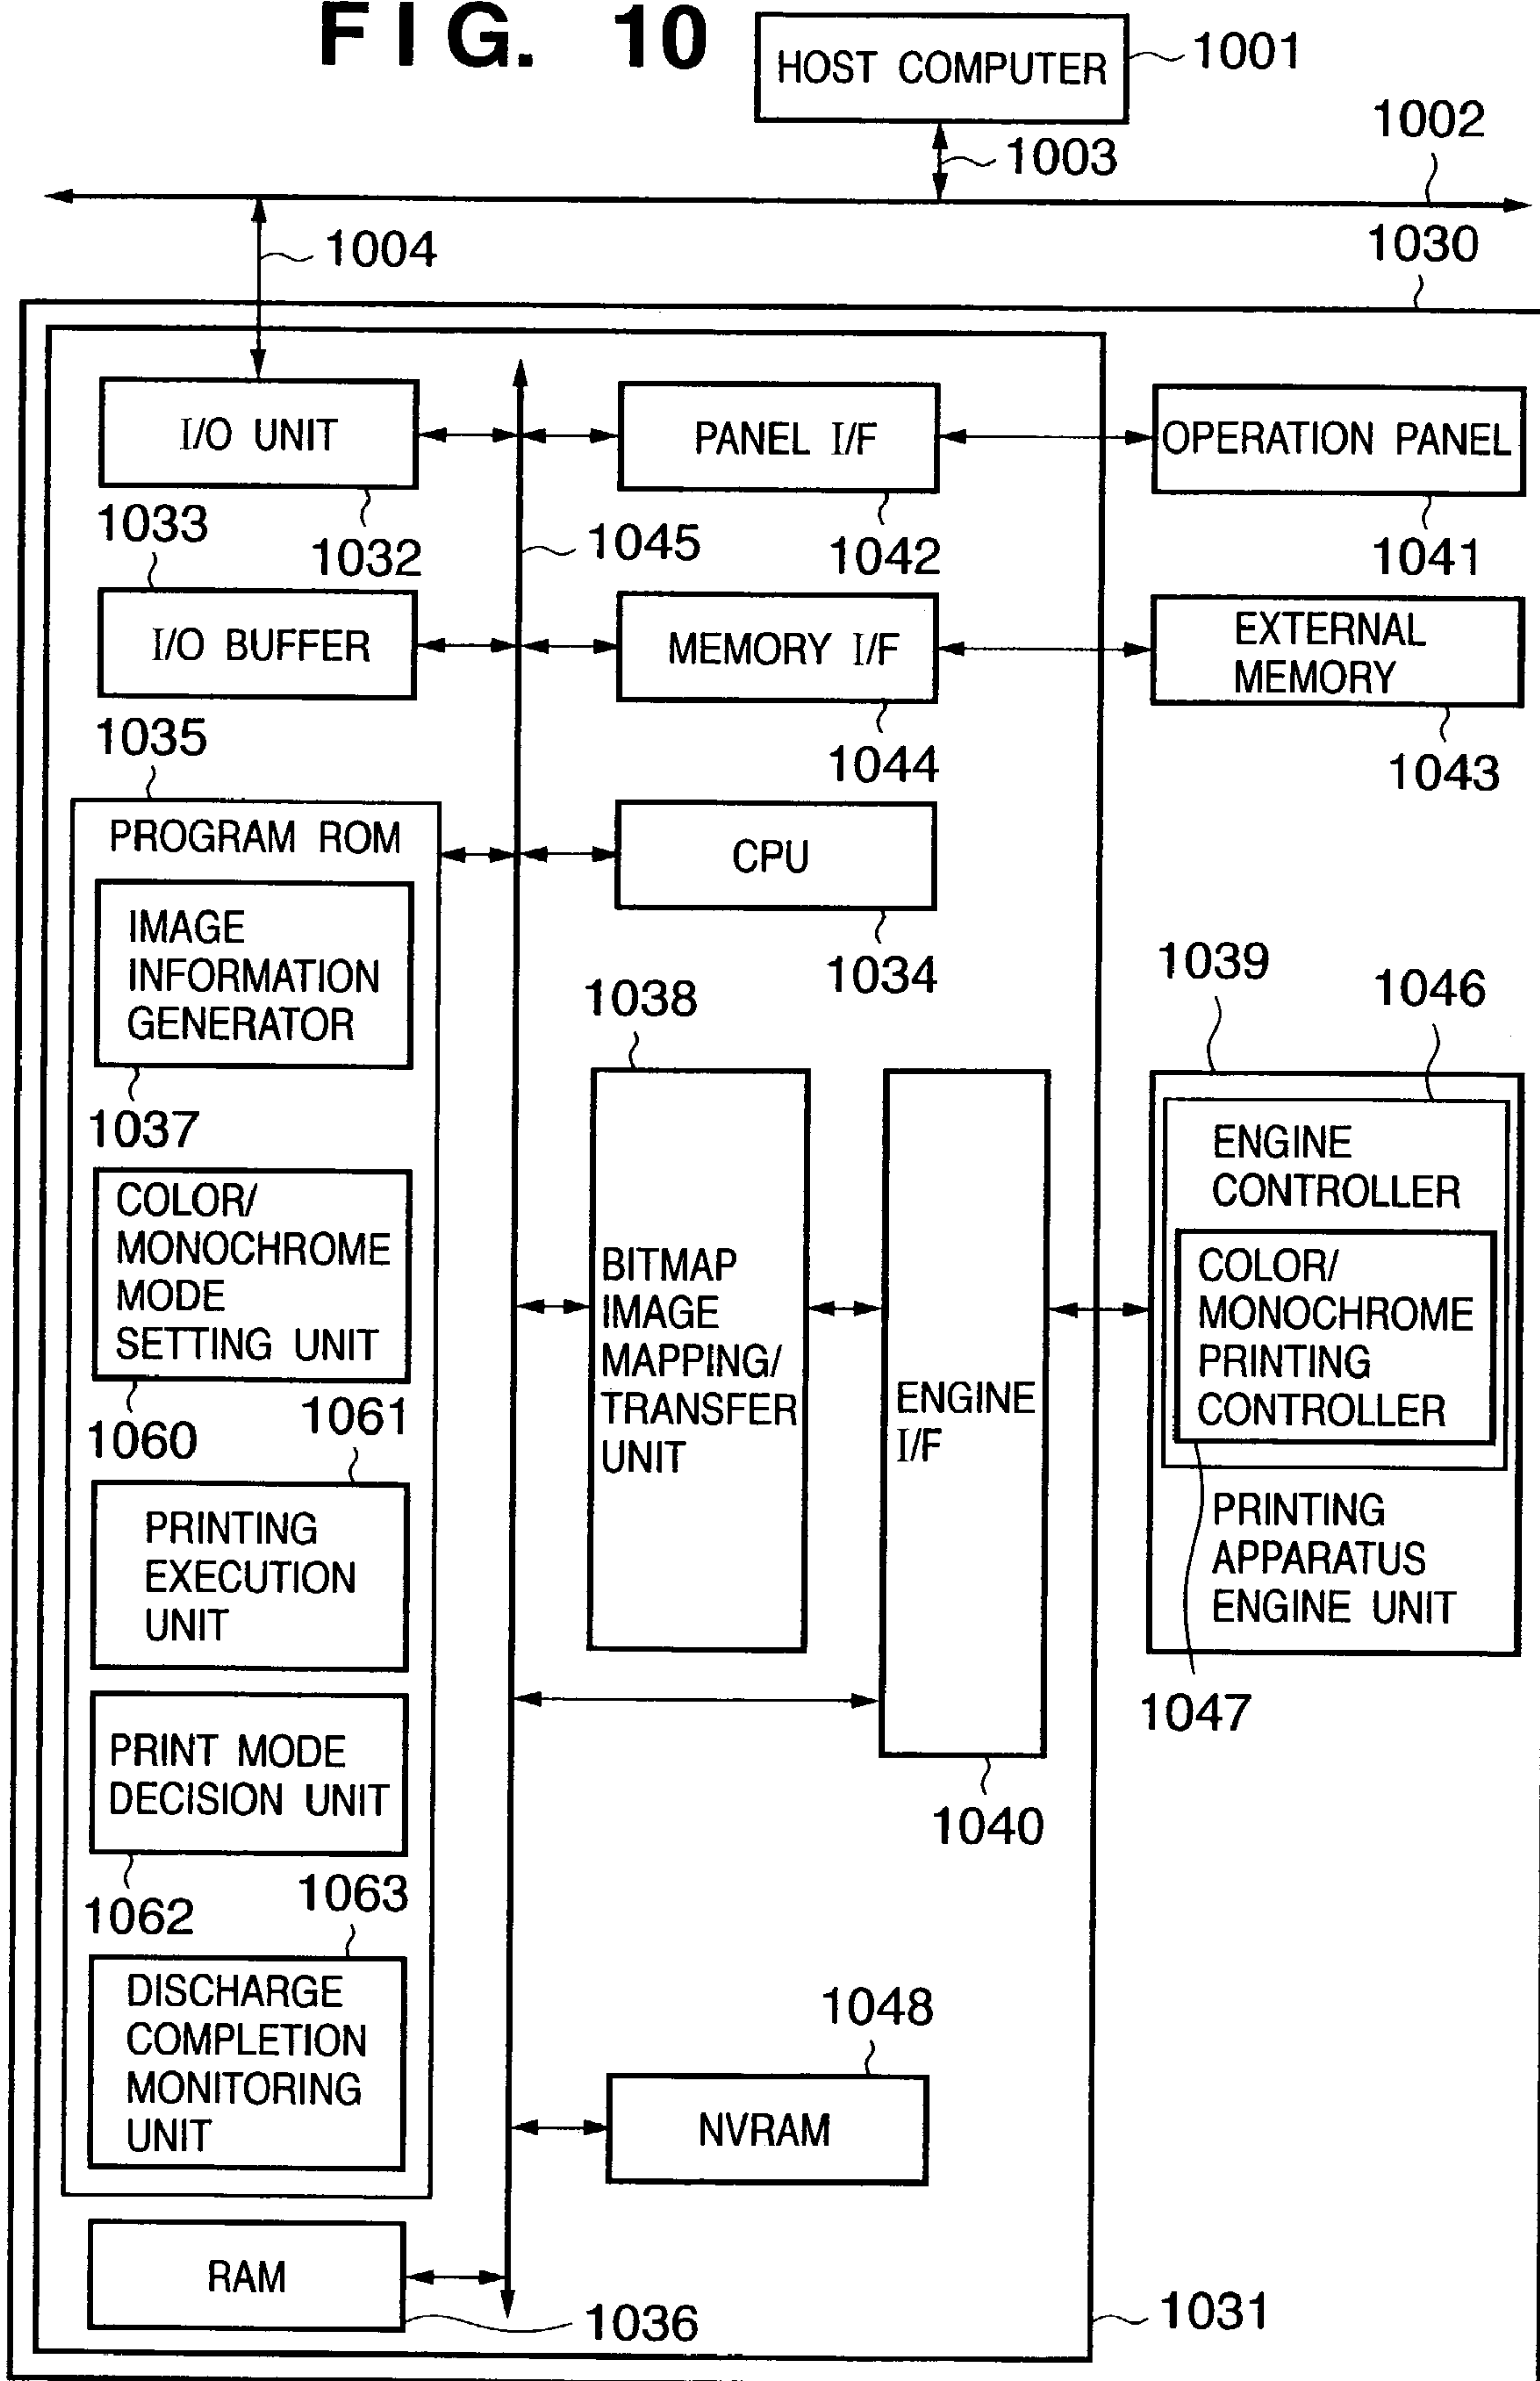 FIG. 10
HOST COMPUTER
1001
1003
1002
1004
1030
I/O UNIT
PANEL I/F
OPERATION PANEL
1033
1032
1045
1042
1041
I/O BUFFER
MEMORY I/F
EXTERNAL
MEMORY
1035
1044
1043
PROGRAM ROM
CPU
IMAGE
INFORMATION
GENERATOR
1034
1038
1039
1046
1037
COLOR/
MONOCHROME
MODE
SETTING UNIT
BITMAP
IMAGE
MAPPING/
TRANSFER
UNIT
ENGINE
I/F
ENGINE
CONTROLLER
COLOR/
MONOCHROME
PRINTING
CONTROLLER
1060
1061
PRINTING
EXECUTION
UNIT
PRINTING
APPARATUS
ENGINE UNIT
1047
PRINT MODE
DECISION UNIT
1040
1062
1063
DISCHARGE
COMPLETION
MONITORING
UNIT
1048
NVRAM
RAM
1036
1031